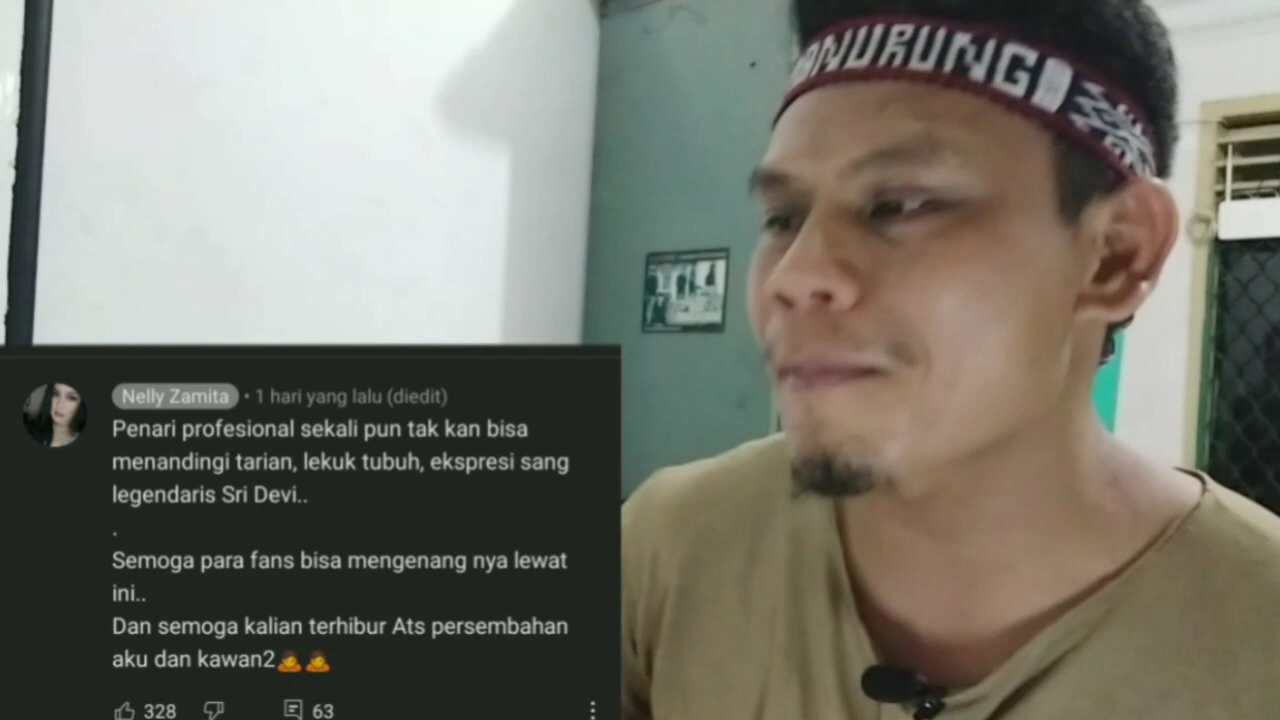 ANURUNG
Nelly Zamita • 1 hari yang lalu (diedit)
Penari profesional sekali pun tak kan bisa
menandingi tarian, lekuk tubuh, ekspresi sang
legendaris Sri Devi..
.
Semoga para fans bisa mengenang nya lewat
ini..
Dan semoga kalian terhibur Ats persembahan
aku dan kawan2🙇🙇
328 63